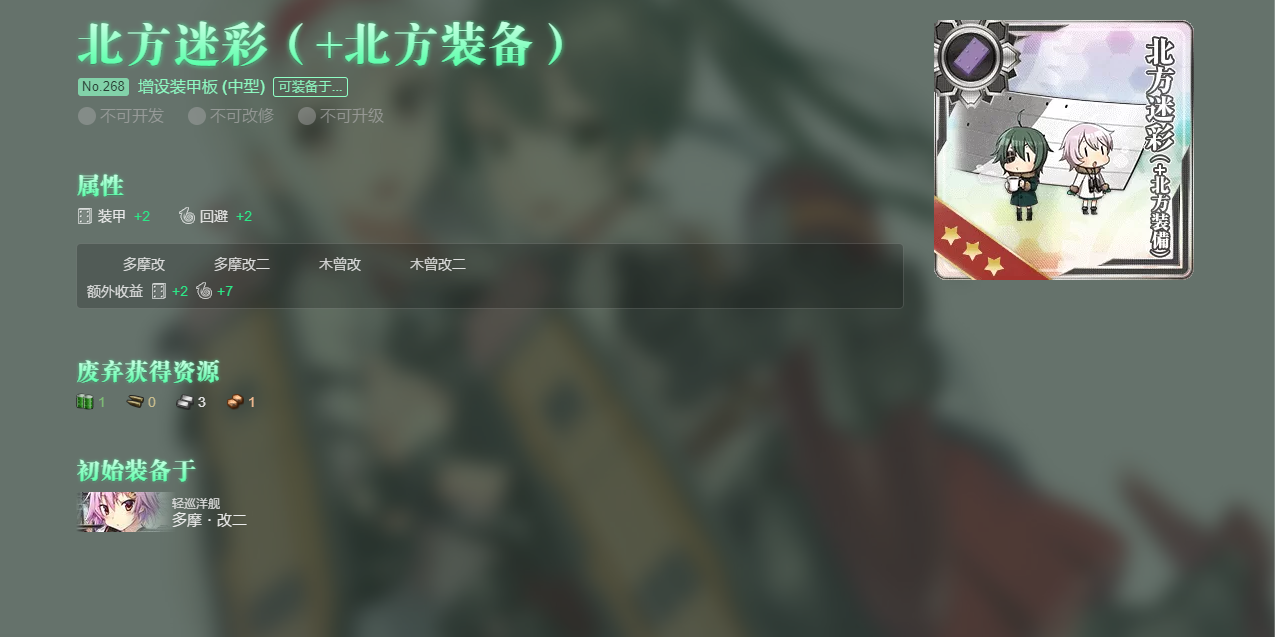 北方迷彩（+北方装备）
No.268 增设装甲板 (中型) 可装备于...
不可开发 不可改修 不可升级
属性
装甲 +2 回避 +2
多摩改 多摩改二 木曾改 木曾改二
额外收益 +2 +7
废弃获得资源
1 0 3 1
初始装备于
轻巡洋舰
多摩・改二
北方迷彩(+北方装備)